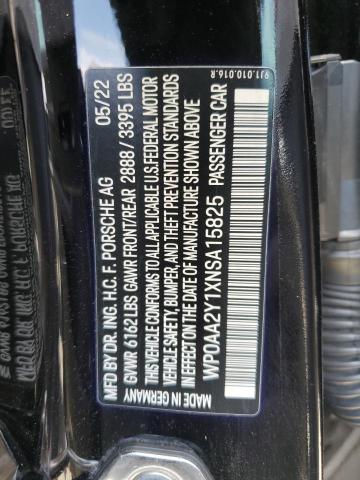 9J1.010.016.R
MFD BY DR. ING. H.C. F. PORSCHE AG 05/22
GVWR 6162 LBS GAWR FRONT/REAR 2888 / 3395 LBS
THIS VEHICLE CONFORMS TO ALL APPLICABLE U.S.FEDERAL MOTOR
VEHICLE SAFETY, BUMPER, AND THEFT PREVENTION STANDARDS
IN EFFECT ON THE DATE OF MANUFACTURE SHOWN ABOVE
WP0AA2Y1XNSA15825 PASSENGER CAR
MADE IN GERMANY